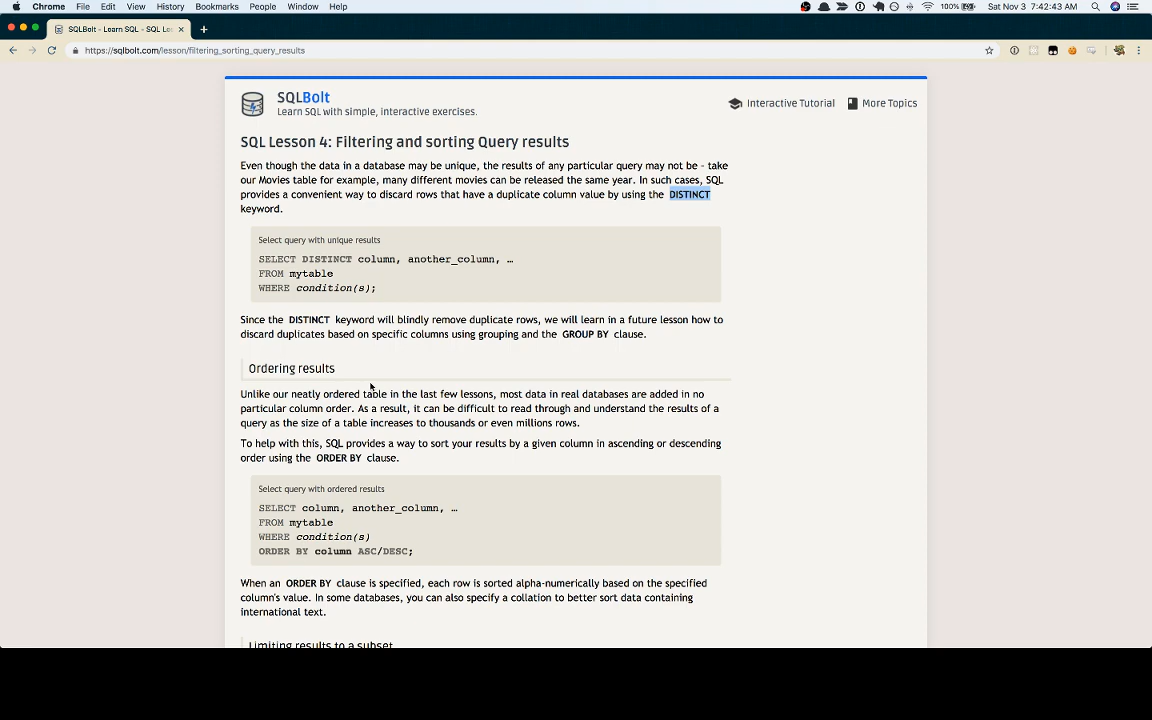 Chrome File Edit View History Bookmarks People Window Help 100% Sat Nov 3 7:42:43 AM
SQLBolt - Learn SQL - SQL Le
https://sqlbolt.com/lesson/filtering_sorting_query_results
SQLBolt
Learn SQL with simple, interactive exercises.
Interactive Tutorial More Topics
SQL Lesson 4: Filtering and sorting Query results
Even though the data in a database may be unique, the results of any particular query may not be – take
our Movies table for example, many different movies can be released the same year. In such cases, SQL
provides a convenient way to discard rows that have a duplicate column value by using the DISTINCT
keyword.
Select query with unique results
SELECT DISTINCT column, another_column, …
FROM mytable
WHERE condition(s);
Since the DISTINCT keyword will blindly remove duplicate rows, we will learn in a future lesson how to
discard duplicates based on specific columns using grouping and the GROUP BY clause.
Ordering results
Unlike our neatly ordered table in the last few lessons, most data in real databases are added in no
particular column order. As a result, it can be difficult to read through and understand the results of a
query as the size of a table increases to thousands or even millions rows.
To help with this, SQL provides a way to sort your results by a given column in ascending or descending
order using the ORDER BY clause.
Select query with ordered results
SELECT column, another_column, …
FROM mytable
WHERE condition(s)
ORDER BY column ASC/DESC;
When an ORDER BY clause is specified, each row is sorted alpha-numerically based on the specified
column's value. In some databases, you can also specify a collation to better sort data containing
international text.
Limiting results to a subset